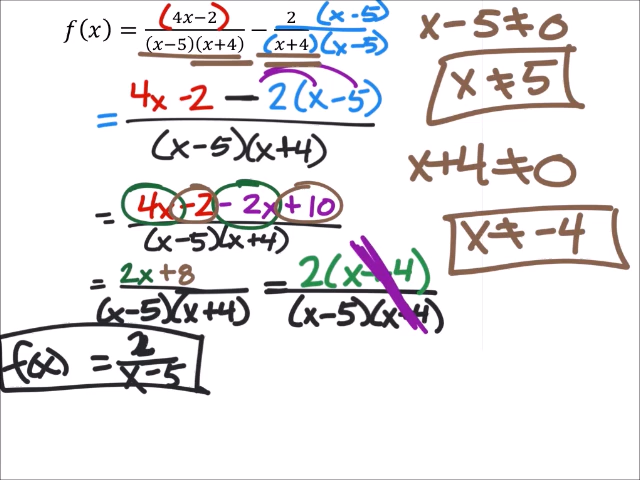 f(x) = (4x−2)/((x−5)(x+4)) − 2/(x+4) (x−5)/(x−5)
= (4x −2 − 2(x−5))/((x−5)(x+4))
= (4x −2 − 2x + 10)/((x−5)(x+4))
= (2x + 8)/((x−5)(x+4)) = 2(x+4)/((x−5)(x+4))
f(x) = 2/(x−5)
x − 5 ≠ 0
x ≠ 5
x + 4 ≠ 0
x ≠ −4